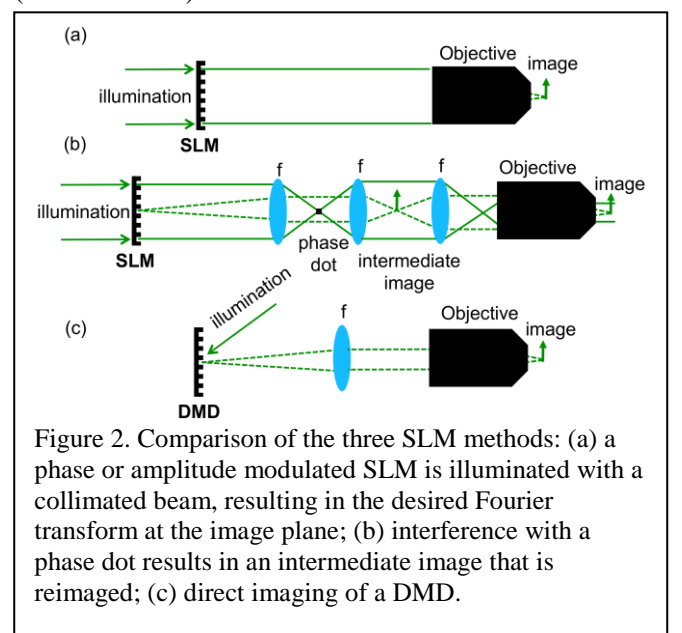 (a)
Objective
image
illumination
SLM
(b)
f
f
f
Objective
image
illumination
phase
dot
intermediate
image
SLM
illumination
(c)
f
Objective
image
DMD
Figure 2. Comparison of the three SLM methods: (a) a
phase or amplitude modulated SLM is illuminated with a
collimated beam, resulting in the desired Fourier
transform at the image plane; (b) interference with a
phase dot results in an intermediate image that is
reimaged; (c) direct imaging of a DMD.